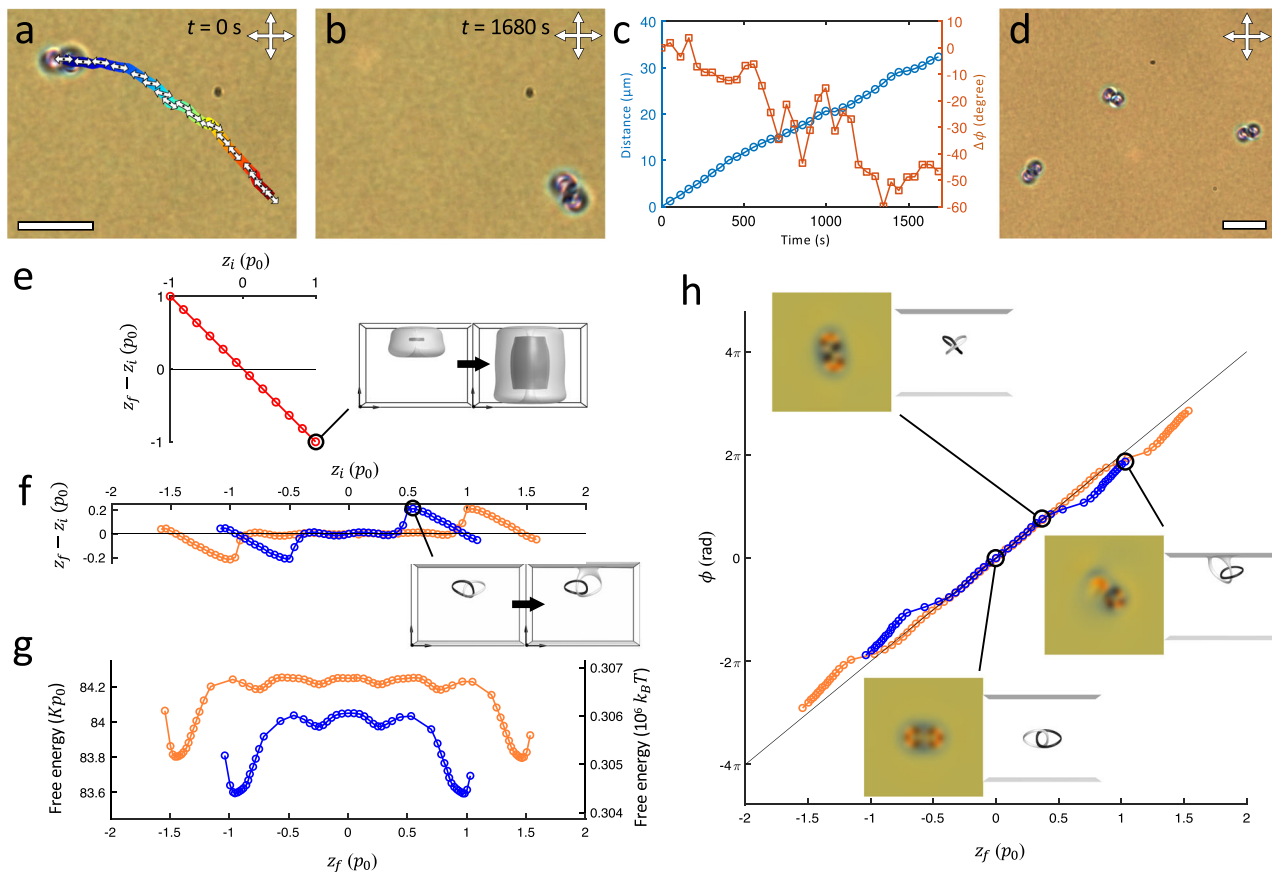 a
t = 0 s
b
t = 1680 s
c
40
30
20
10
0
Distance (μm)
10
0
-10
-20
-30
-40
-50
-60
Δϕ (degree)
0
500
1000
1500
Time (s)
d
e
z_i (p_0)
-1
0
1
1
0
-1
z_f − z_i (p_0)
f
z_i (p_0)
-2
-1.5
-1
-0.5
0
0.5
1
1.5
2
0.2
0
-0.2
z_f − z_i (p_0)
g
84.2
84
83.8
83.6
Free energy (Kp_0)
0.307
0.306
0.305
0.304
Free energy (10^6 k_BT)
-2
-1.5
-1
-0.5
0
0.5
1
1.5
2
z_f (p_0)
h
4π
2π
0
-2π
-4π
ϕ (rad)
-2
-1.5
-1
-0.5
0
0.5
1
1.5
2
z_f (p_0)